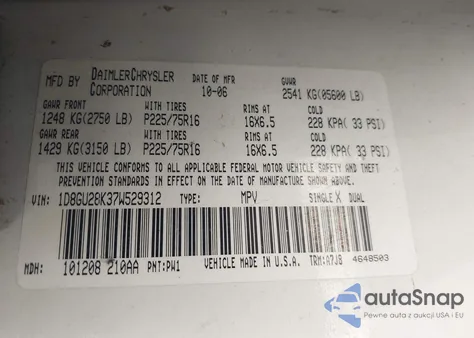 MFD BY DAIMLERCHRYSLER CORPORATION DATE OF MFR 10-06 GVWR 2541 KG(05600 LB)
GAWR FRONT WITH TIRES RIMS AT COLD
1248 KG(2750 LB) P225/75R16 16X6.5 228 KPA( 33 PSI)
GAWR REAR WITH TIRES RIMS AT COLD
1429 KG(3150 LB) P225/75R16 16X6.5 228 KPA( 33 PSI)
THIS VEHICLE CONFORMS TO ALL APPLICABLE FEDERAL MOTOR VEHICLE SAFETY AND THEFT
PREVENTION STANDARDS IN EFFECT ON THE DATE OF MANUFACTURE SHOWN ABOVE.
VIN: 1D8GU28K37W529312 TYPE: MPV SINGLE X DUAL
MDH: 101208 210AA PNT:PW1 VEHICLE MADE IN U.S.A. TRM:A7J8 4648503
autoSnap
Pewne auta z aukcji USA i EU